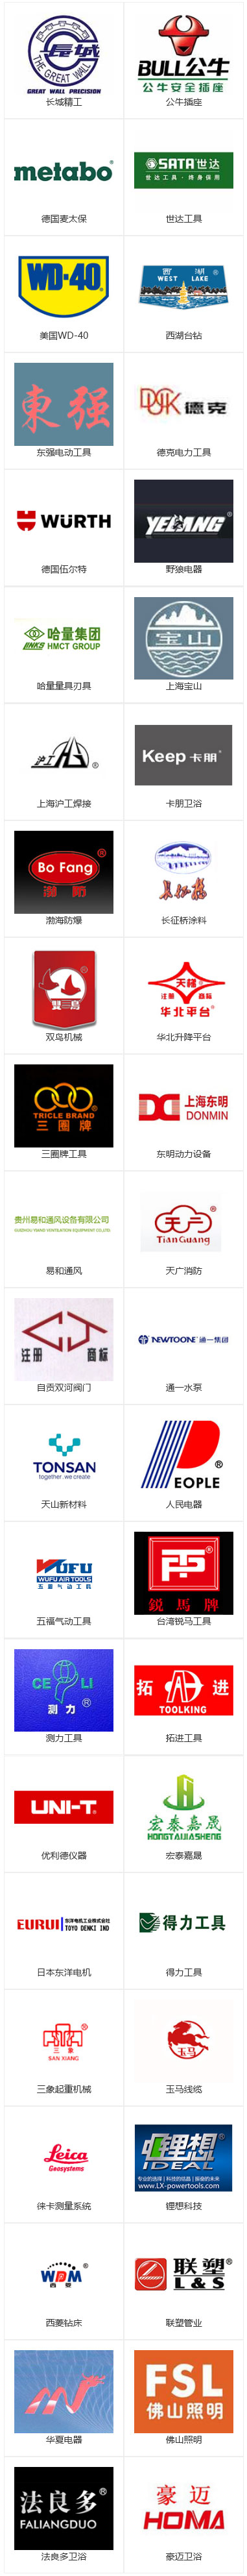 長城
THE GREAT WALL
GREAT WALL PRECISION
BULL公牛
公牛安全插座
长城精工
公牛插座
metabo
SATA世达
世达工具·终身保用
德国麦太保
世达工具
WD-40
WEST LAKE
西湖
美国WD-40
西湖台钻
東强
德克
东强电动工具
德克电力工具
WÜRTH
YELANG
德国伍尔特
野狼电器
哈量集团
LINKS HMCT GROUP
宝山
哈量量具刃具
上海宝山
沪工
Keep卡朋
上海沪工焊接
卡朋卫浴
Bo Fang
渤防
长征桥
渤海防爆
长征桥涂料
双鸟
天梯
注册 商标
华北平台
双鸟机械
华北升降平台
TRICLE BRAND
三圈牌
上海东明
DONMIN
三圈牌工具
东明动力设备
贵州易和通风设备有限公司
天广
TianGuang
易和通风
天广消防
注册 商标
NEWTOONE 通一集团
自贡双河阀门
通一水泵
TONSAN
together.we create
PEOPLE
天山新材料
人民电器
WUFU
WUFU AIR TOOLS
五福气动工具
鋭馬牌
五福气动工具
台湾锐马工具
CE LI
测力
拓进
TOOLKING
测力工具
拓进工具
UNI-T
宏泰嘉晟
HONGTAIJIASHENG
优利德仪器
宏泰嘉晟
EURUI
东洋电机工业株式会社
TOYO DENKI IND
得力工具
日本东洋电机
得力工具
三象
SAN XIANG
玉马
三象起重机械
玉马线缆
Leica
Geosystems
锂想
IDEAL
www.LX-powertools.com
徕卡测量系统
锂想科技
WDM
西菱
联塑
L&S
西菱钻床
联塑管业
FSL
佛山照明
华夏电器
佛山照明
法良多
FALIANGDUO
豪迈
HOMA
法良多卫浴
豪迈卫浴